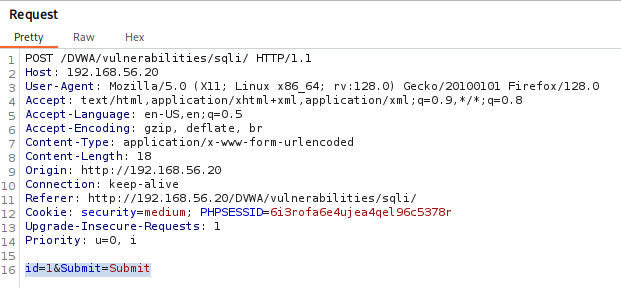 Request
Pretty Raw Hex
1 POST /DVWA/vulnerabilities/sqli/ HTTP/1.1
2 Host: 192.168.56.20
3 User-Agent: Mozilla/5.0 (X11; Linux x86_64; rv:128.0) Gecko/20100101 Firefox/128.0
4 Accept: text/html,application/xhtml+xml,application/xml;q=0.9,*/*;q=0.8
5 Accept-Language: en-US,en;q=0.5
6 Accept-Encoding: gzip, deflate, br
7 Content-Type: application/x-www-form-urlencoded
8 Content-Length: 18
9 Origin: http://192.168.56.20
10 Connection: keep-alive
11 Referer: http://192.168.56.20/DVWA/vulnerabilities/sqli/
12 Cookie: security=medium; PHPSESSID=6i3rofa6e4ujea4qel96c5378r
13 Upgrade-Insecure-Requests: 1
14 Priority: u=0, i
15
16 id=1&Submit=Submit